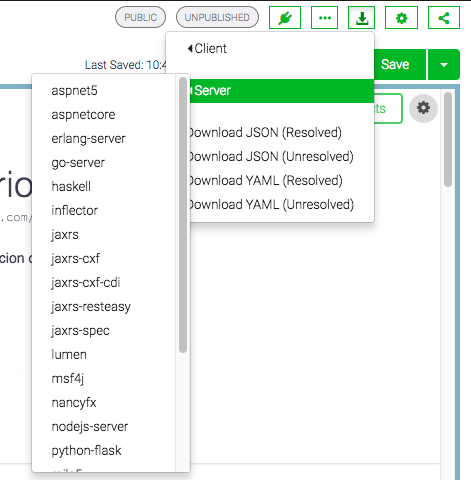 PUBLIC
UNPUBLISHED
Client
Last Saved: 10:4
Save
Server
ts
Download JSON (Resolved)
Download JSON (Unresolved)
Download YAML (Resolved)
Download YAML (Unresolved)
aspnet5
aspnetcore
erlang-server
go-server
haskell
inflector
jaxrs
jaxrs-cxf
jaxrs-cxf-cdi
jaxrs-resteasy
jaxrs-spec
lumen
msf4j
nancyfx
nodejs-server
python-flask
rio
.com/
cion